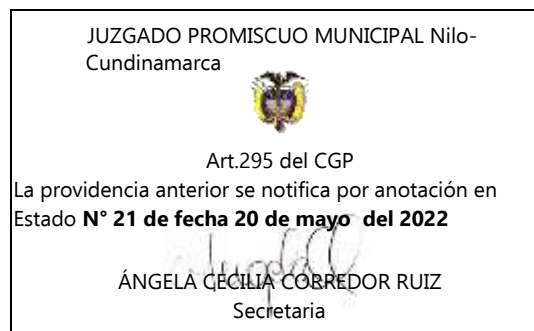 JUZGADO PROMISCUO MUNICIPAL Nilo-
Cundinamarca
Art.295 del CGP
La providencia anterior se notifica por anotación en
Estado N° 21 de fecha 20 de mayo del 2022
ÁNGELA CECILIA CORREDOR RUIZ
Secretaria